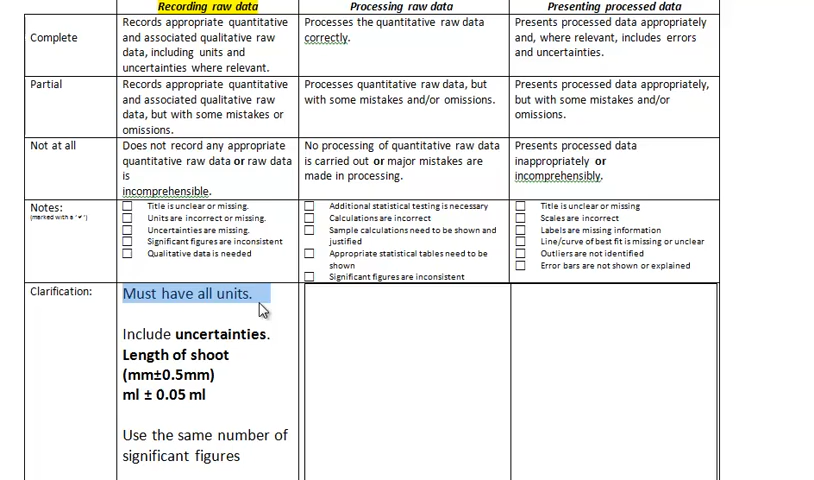 Recording raw data
Processing raw data
Presenting processed data
Complete
Records appropriate quantitative
and associated qualitative raw
data, including units and
uncertainties where relevant.
Processes the quantitative raw data
correctly.
Presents processed data appropriately
and, where relevant, includes errors
and uncertainties.
Partial
Records appropriate quantitative
and associated qualitative raw
data, but with some mistakes or
omissions.
Processes quantitative raw data, but
with some mistakes and/or omissions.
Presents processed data appropriately,
but with some mistakes and/or
omissions.
Not at all
Does not record any appropriate
quantitative raw data or raw data
is
incomprehensible.
No processing of quantitative raw data
is carried out or major mistakes are
made in processing.
Presents processed data
inappropriately or
incomprehensibly.
Notes:
(marked with a "✔")
Title is unclear or missing.
Units are incorrect or missing.
Uncertainties are missing.
Significant figures are inconsistent
Qualitative data is needed
Additional statistical testing is necessary
Calculations are incorrect
Sample calculations need to be shown and
justified
Appropriate statistical tables need to be
shown
Significant figures are inconsistent
Title is unclear or missing
Scales are incorrect
Labels are missing information
Line/curve of best fit is missing or unclear
Outliers are not identified
Error bars are not shown or explained
Clarification:
Must have all units.
Include uncertainties.
Length of shoot
(mm±0.5mm)
ml ± 0.05 ml
Use the same number of
significant figures